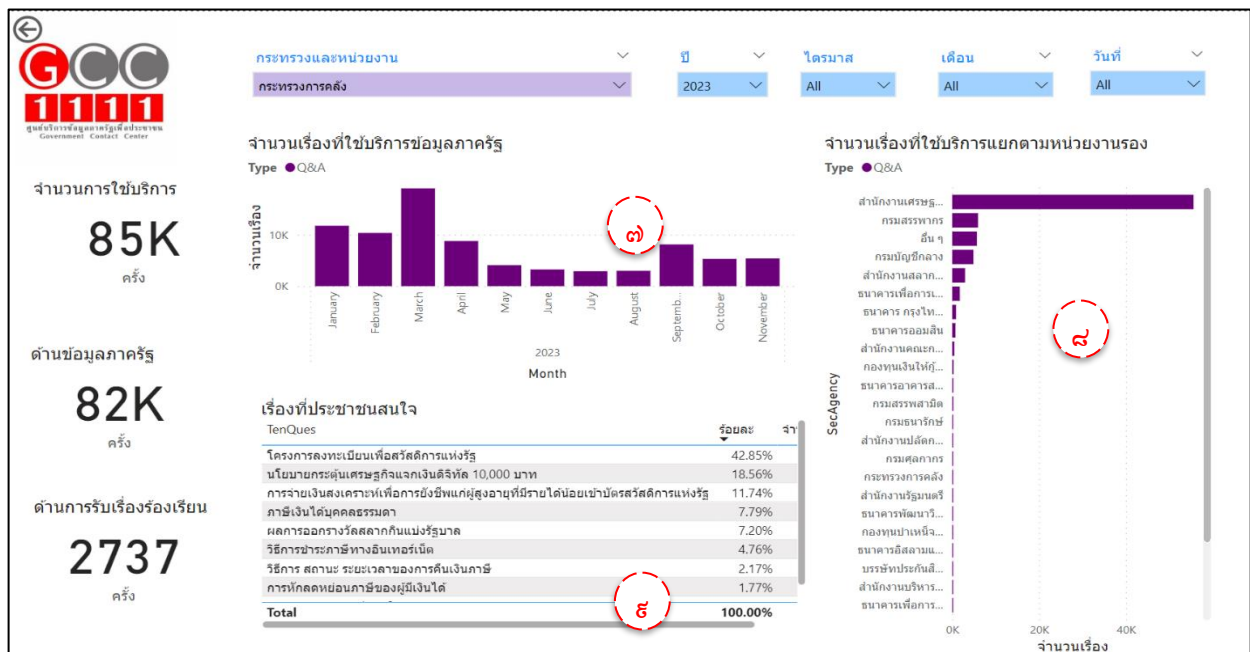 GCC
1111
ศูนย์บริการข้อมูลภาครัฐเพื่อประชาชน
Government Contact Center
กระทรวงและหน่วยงาน
กระทรวงการคลัง
ปี
2023
ไตรมาส
All
เดือน
All
วันที่
All
จำนวนการใช้บริการ
85K
ครั้ง
ด้านข้อมูลภาครัฐ
82K
ครั้ง
ด้านการรับเรื่องร้องเรียน
2737
ครั้ง
จำนวนเรื่องที่ใช้บริการข้อมูลภาครัฐ
Type Q&A
จำนวนเรื่อง
10K
0K
January
February
March
April
May
June
July
August
Septemb...
October
November
2023
Month
๗
เรื่องที่ประชาชนสนใจ
TenQues ร้อยละ จำ
โครงการลงทะเบียนเพื่อสวัสดิการแห่งรัฐ 42.85%
นโยบายกระตุ้นเศรษฐกิจแจกเงินดิจิทัล 10,000 บาท 18.56%
การจ่ายเงินสงเคราะห์เพื่อการยังชีพแก่ผู้สูงอายุที่มีรายได้น้อยเข้าบัตรสวัสดิการแห่งรัฐ 11.74%
ภาษีเงินได้บุคคลธรรมดา 7.79%
ผลการออกรางวัลสลากกินแบ่งรัฐบาล 7.20%
วิธีการชำระภาษีทางอินเทอร์เน็ต 4.76%
วิธีการ สถานะ ระยะเวลาของการคืนเงินภาษี 2.17%
การหักลดหย่อนภาษีของผู้มีเงินได้ 1.77%
Total 100.00%
๙
จำนวนเรื่องที่ใช้บริการแยกตามหน่วยงานรอง
Type Q&A
SecAgency
สำนักงานเศรษฐ...
กรมสรรพากร
อื่น ๆ
กรมบัญชีกลาง
สำนักงานสลาก...
ธนาคารเพื่อการเ...
ธนาคาร กรุงไท...
ธนาคารออมสิน
สำนักงานคณะก...
กองทุนเงินให้กู้...
ธนาคารอาคารส...
กรมสรรพสามิต
กรมธนารักษ์
สำนักงานปลัดก...
กรมศุลกากร
กระทรวงการคลัง
สำนักงานรัฐมนตรี
ธนาคารพัฒนาวิ...
กองทุนบำเหน็จ...
ธนาคารอิสลามแ...
บรรษัทประกันสิ...
สำนักงานบริหาร...
ธนาคารเพื่อการ...
๘
0K
20K
40K
จำนวนเรื่อง